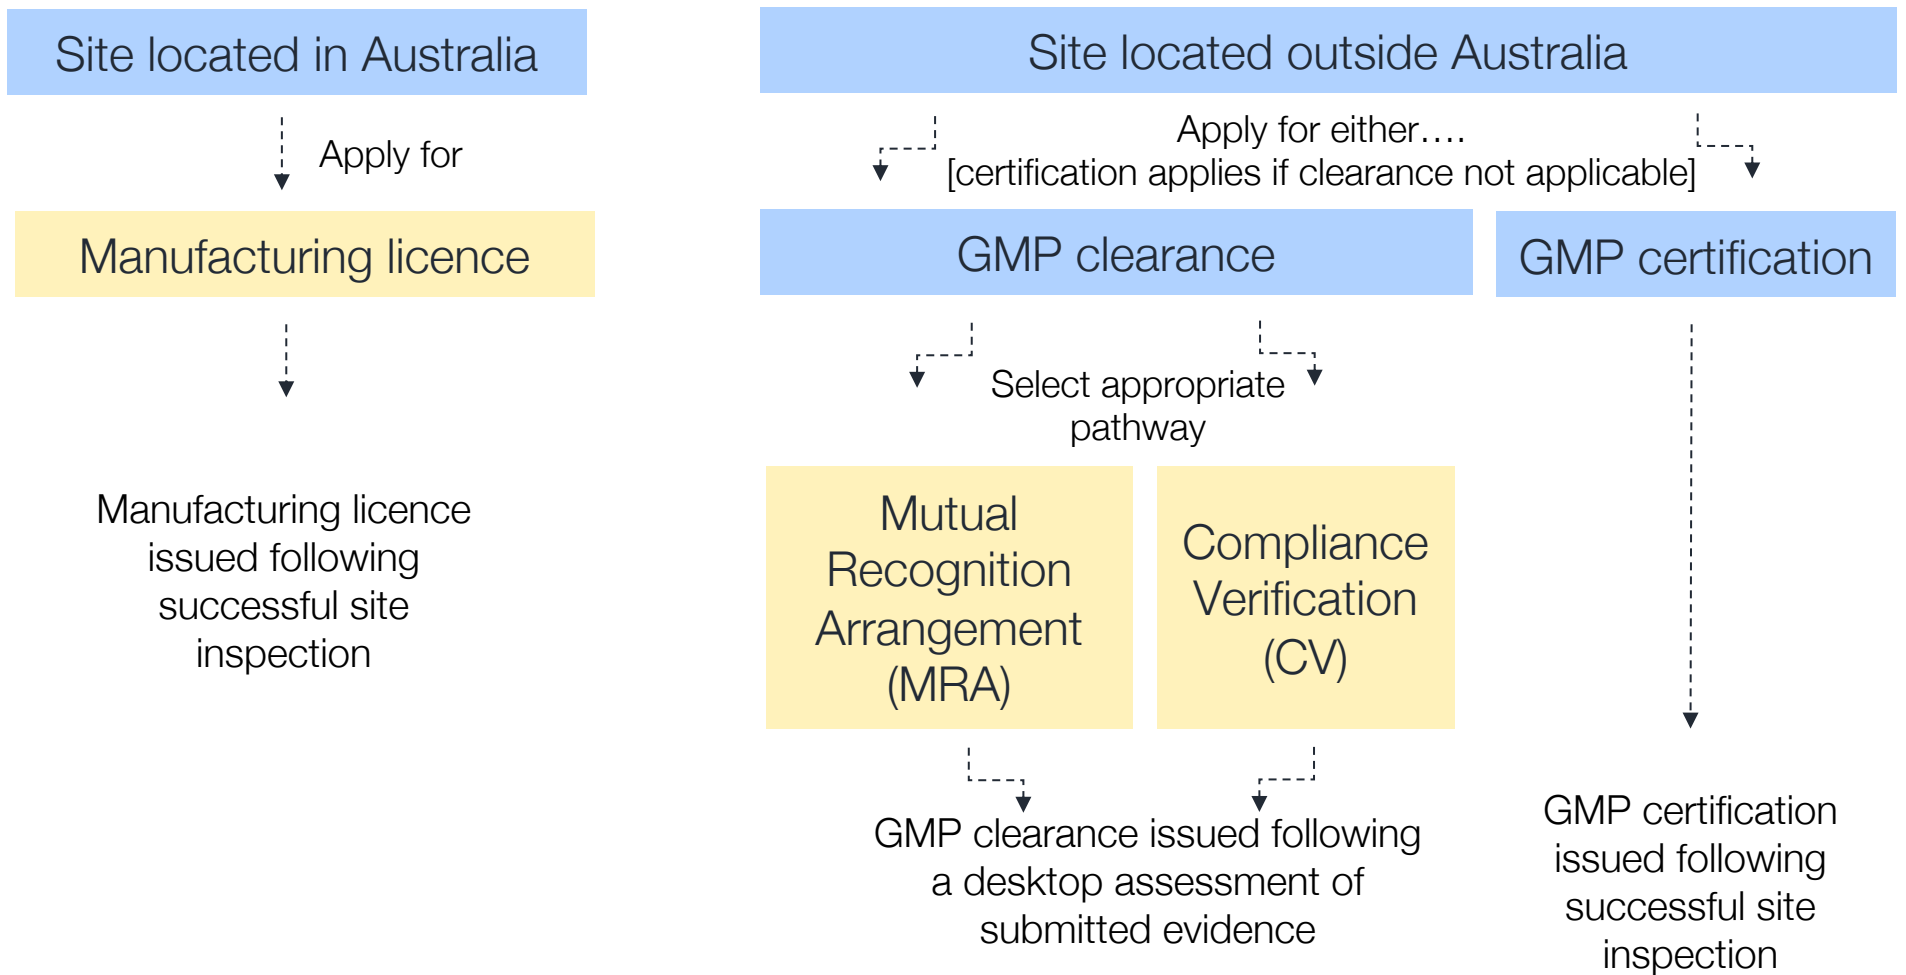 Site located in Australia
Apply for
Manufacturing licence
Manufacturing licence
issued following
successful site
inspection
Site located outside Australia
Apply for either....
[certification applies if clearance not applicable]
GMP clearance
GMP certification
Select appropriate
pathway
Mutual
Recognition
Arrangement
(MRA)
Compliance
Verification
(CV)
GMP clearance issued following
a desktop assessment of
submitted evidence
GMP certification
issued following
successful site
inspection